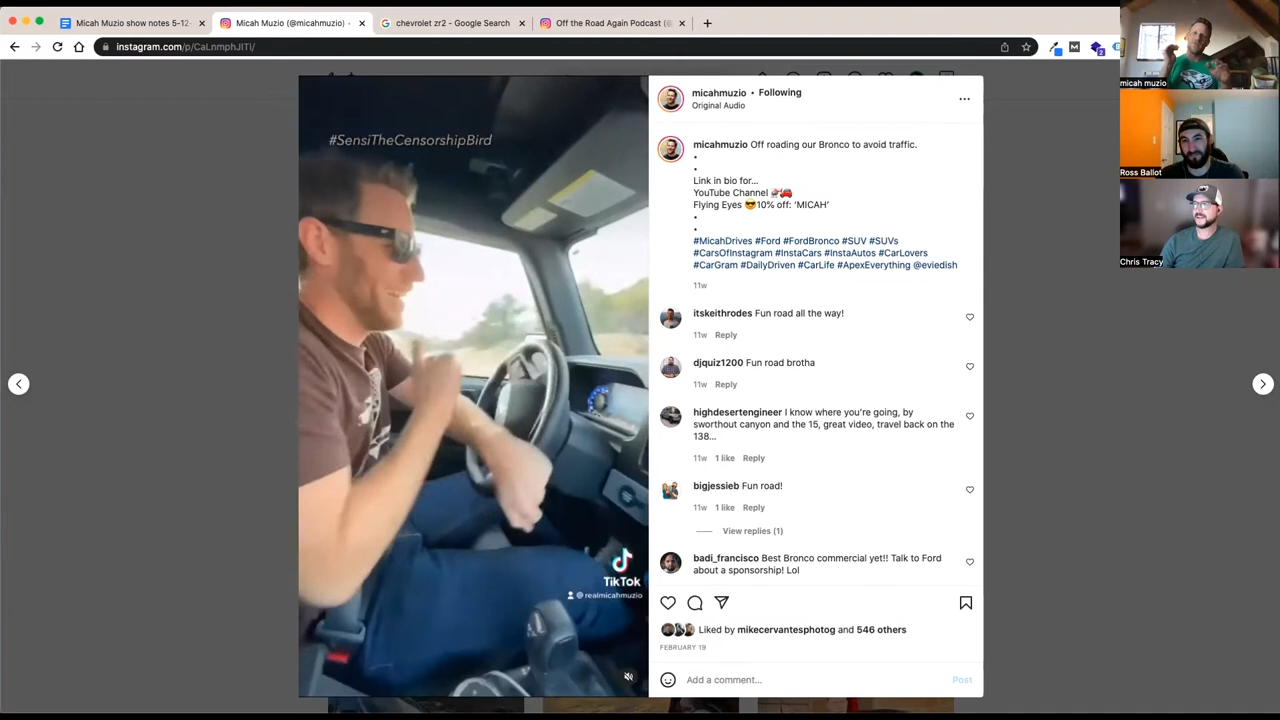 Micah Muzio show notes 5-12-
Micah Muzio (@micahmuzio) •
chevrolet zr2 - Google Search
Off the Road Again Podcast (@
instagram.com/p/CaLnmphJITi/
micah muzio
Ross Ballot
Chris Tracy
#SensiTheCensorshipBird
TikTok
@realmicahmuzio
micahmuzio • Following
Original Audio
micahmuzio Off roading our Bronco to avoid traffic.
•
•
Link in bio for...
YouTube Channel
Flying Eyes 😎10% off: ‘MICAH’
•
•
#MicahDrives #Ford #FordBronco #SUV #SUVs
#CarsOfInstagram #InstaCars #InstaAutos #CarLovers
#CarGram #DailyDriven #CarLife #ApexEverything @eviedish
11w
itskeithrodes Fun road all the way!
11w Reply
djquiz1200 Fun road brotha
11w Reply
highdesertengineer I know where you’re going, by
sworthout canyon and the 15, great video, travel back on the
138...
11w 1 like Reply
bigjessieb Fun road!
11w 1 like Reply
View replies (1)
badi_francisco Best Bronco commercial yet!! Talk to Ford
about a sponsorship! Lol
Liked by mikecervantesphotog and 546 others
FEBRUARY 19
Add a comment...
Post